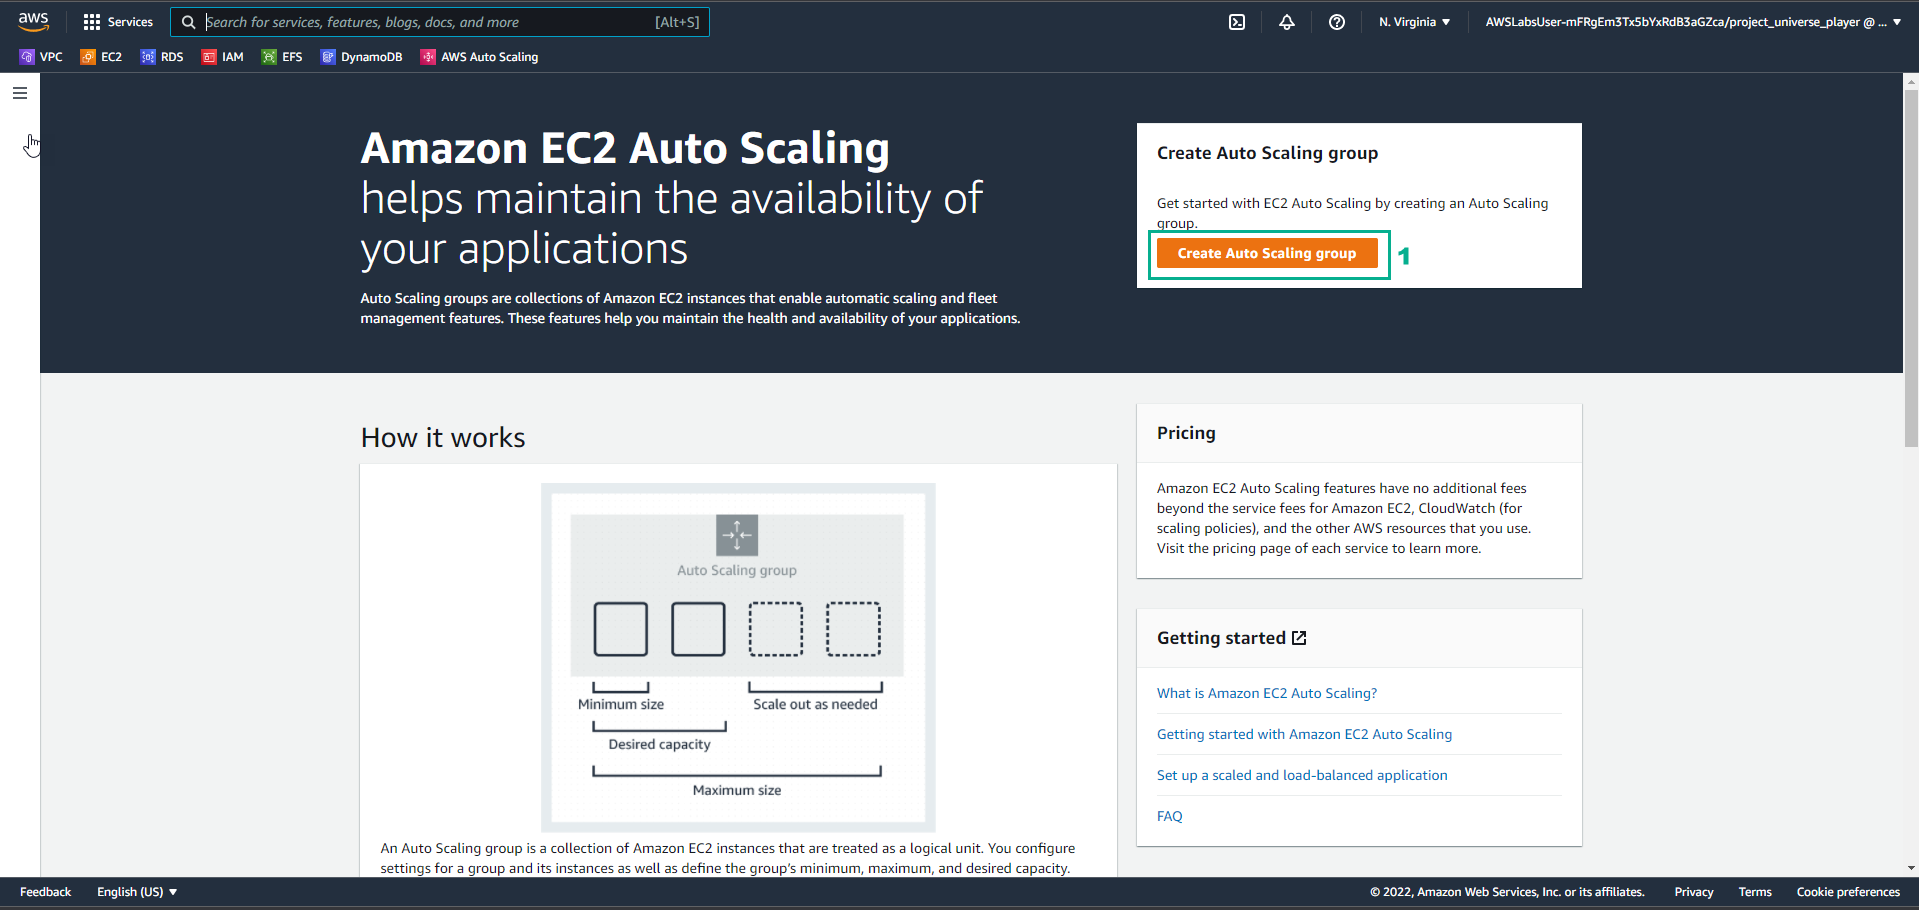 aws
Services
Search for services, features, blogs, docs, and more
[Alt+S]
N. Virginia
AWSLabsUser-mFRgEm3Tx5bYxRdB3aGZca/project_universe_player @ ...
VPC
EC2
RDS
IAM
EFS
DynamoDB
AWS Auto Scaling
Amazon EC2 Auto Scaling
helps maintain the availability of
your applications
Auto Scaling groups are collections of Amazon EC2 instances that enable automatic scaling and fleet
management features. These features help you maintain the health and availability of your applications.
Create Auto Scaling group
Get started with EC2 Auto Scaling by creating an Auto Scaling
group.
Create Auto Scaling group
1
How it works
Auto Scaling group
Minimum size
Scale out as needed
Desired capacity
Maximum size
An Auto Scaling group is a collection of Amazon EC2 instances that are treated as a logical unit. You configure
settings for a group and its instances as well as define the group's minimum, maximum, and desired capacity.
Pricing
Amazon EC2 Auto Scaling features have no additional fees
beyond the service fees for Amazon EC2, CloudWatch (for
scaling policies), and the other AWS resources that you use.
Visit the pricing page of each service to learn more.
Getting started
What is Amazon EC2 Auto Scaling?
Getting started with Amazon EC2 Auto Scaling
Set up a scaled and load-balanced application
FAQ
Feedback
English (US)
© 2022, Amazon Web Services, Inc. or its affiliates.
Privacy
Terms
Cookie preferences